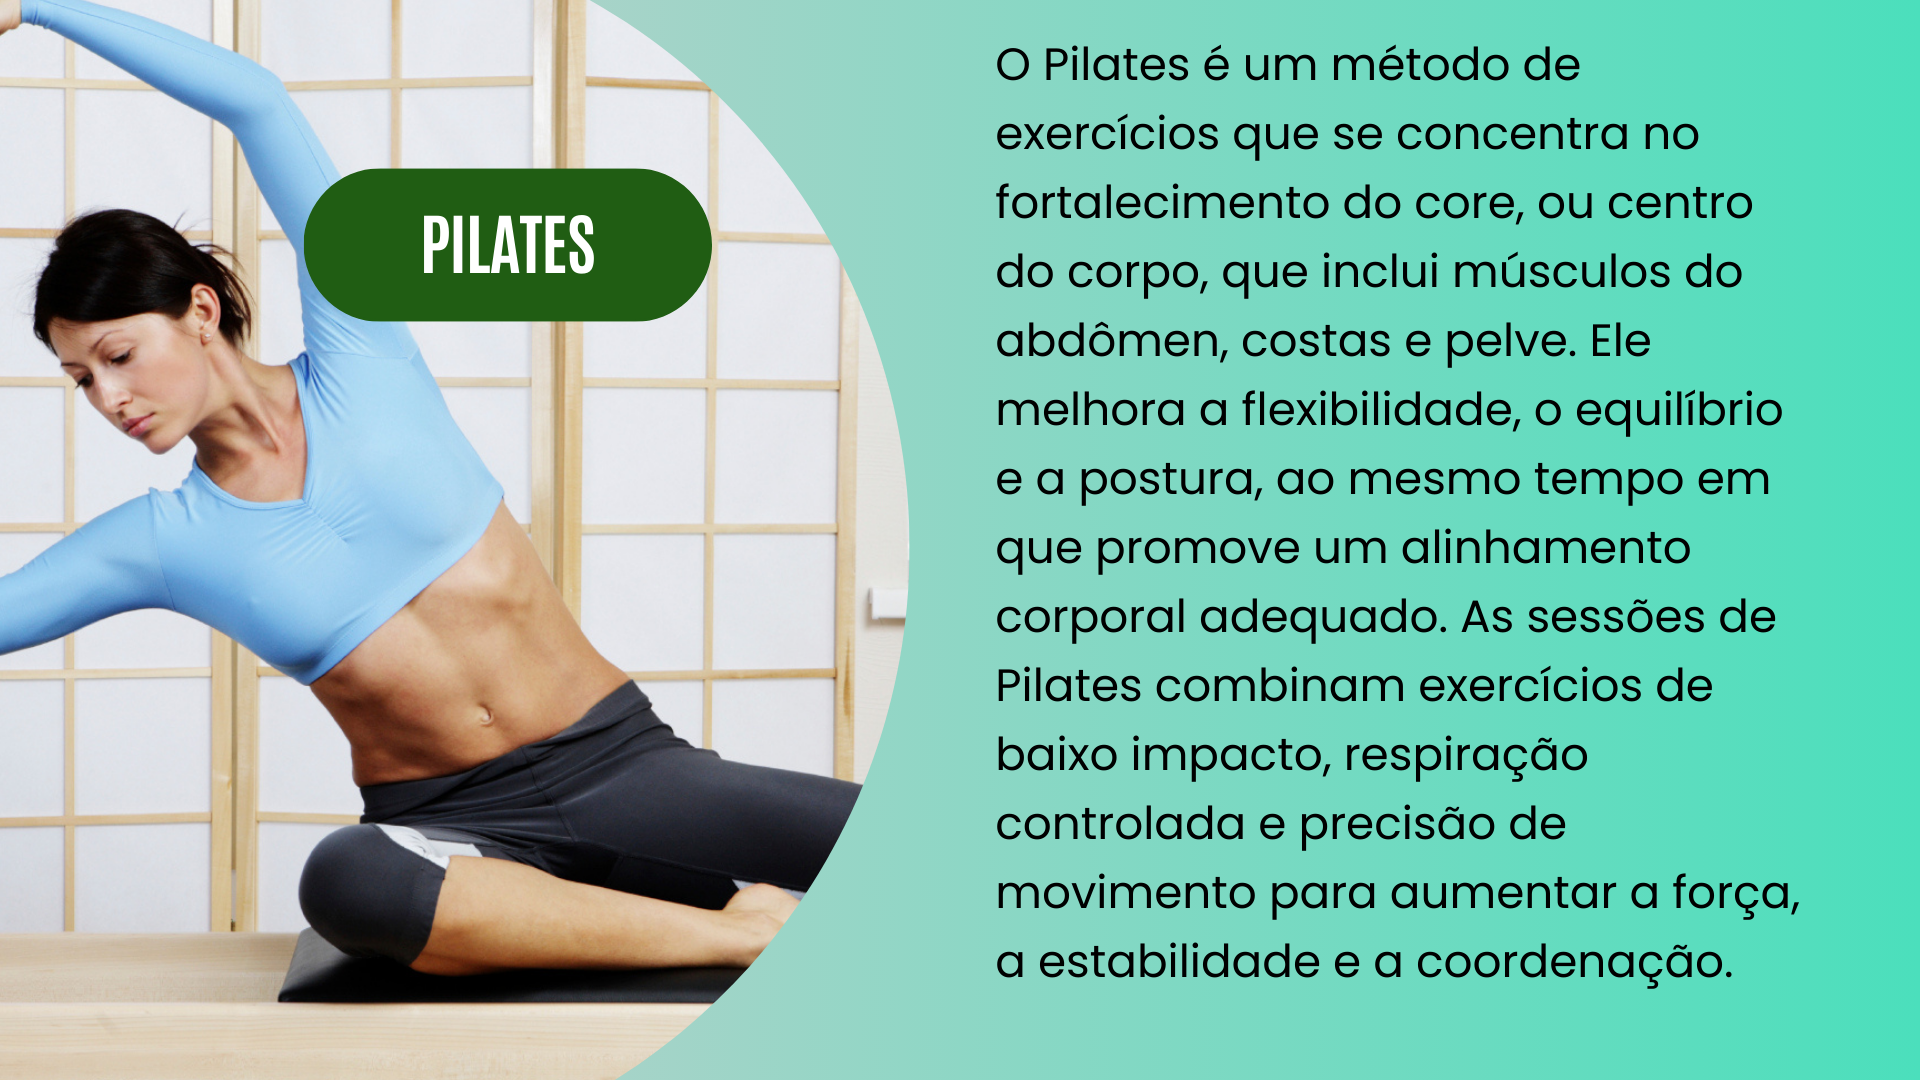 PILATES
O Pilates é um método de
exercícios que se concentra no
fortalecimento do core, ou centro
do corpo, que inclui músculos do
abdômen, costas e pelve. Ele
melhora a flexibilidade, o equilíbrio
e a postura, ao mesmo tempo em
que promove um alinhamento
corporal adequado. As sessões de
Pilates combinam exercícios de
baixo impacto, respiração
controlada e precisão de
movimento para aumentar a força,
a estabilidade e a coordenação.